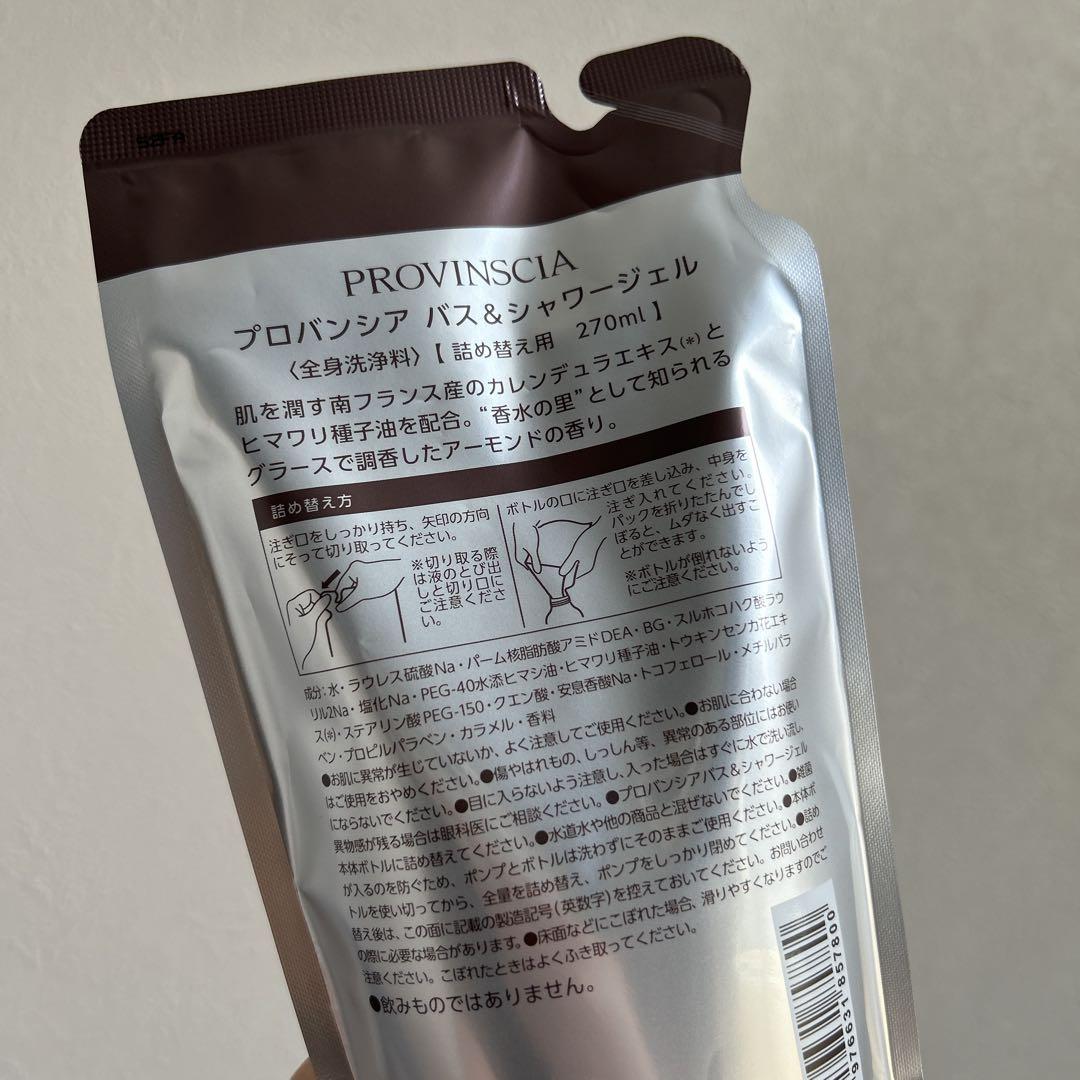 PROVINSCIA
プロバンシア バス＆シャワージェル
〈全身洗浄料〉【 詰め替え用 270ml 】
肌を潤す南フランス産のカレンデュラエキス(*)と
ヒマワリ種子油を配合。“香水の里”として知られる
グラースで調香したアーモンドの香り。
詰め替え方
注ぎ口をしっかり持ち、矢印の方向
にそって切り取ってください。
※切り取る際
は液のとび出
しと切り口に
ご注意くださ
い。
ボトルの口に注ぎ口を差し込み、中身を
注ぎ入れてください。
パックを折りたたんでし
ぼると、ムダなく出すこ
とができます。
※ボトルが倒れないよう
にご注意ください。
成分：水・ラウレス硫酸Na・パーム核脂肪酸アミドDEA・BG・スルホコハク酸ラウ
リル2Na・塩化Na・PEG-40水添ヒマシ油・ヒマワリ種子油・トウキンセンカ花エキ
ス(*)・ステアリン酸PEG-150・クエン酸・安息香酸Na・トコフェロール・メチルパラ
ベン・プロピルパラベン・カラメル・香料
●お肌に異常が生じていないか、よく注意してご使用ください。●お肌に合わない場合
はご使用をおやめください。●傷やはれもの、しっしん等、異常のある部位にはお使い
にならないでください。●目に入らないよう注意し、入った場合はすぐに水で洗い流し、
異物感が残る場合は眼科医にご相談ください。●プロバンシアバス＆シャワージェル
本体ボトルに詰め替えてください。●水道水や他の商品と混ぜないでください。●雑菌
が入るのを防ぐため、ポンプとボトルは洗わずにそのままご使用ください。●本体ボ
トルを使い切ってから、全量を詰め替え、ポンプをしっかり閉めてください。●詰め
替え後は、この面に記載の製造記号(英数字)を控えておいてください。お問い合わせ
の際に必要な場合があります。●床面などにこぼれた場合、滑りやすくなりますのでご
注意ください。こぼれたときはよくふき取ってください。
●飲みものではありません。
976631 857800